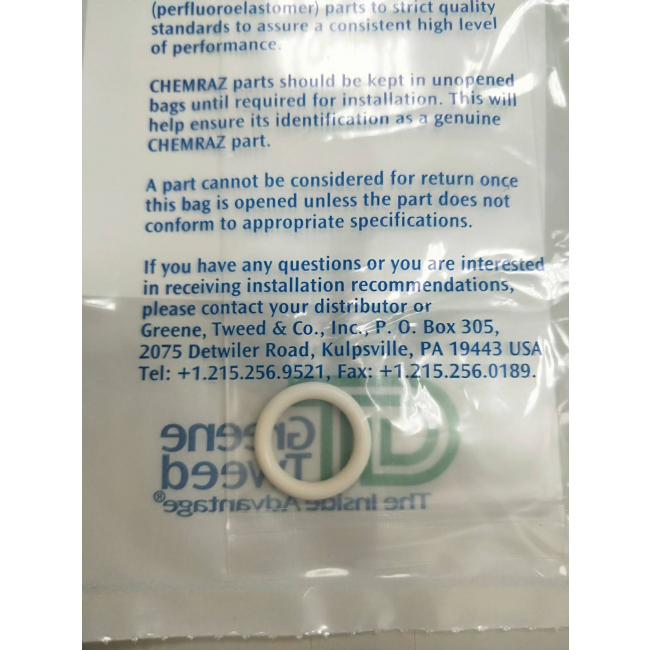 (perfluoroelastomer) parts to strict quality
standards to assure a consistent high level
of performance.
CHEMRAZ parts should be kept in unopened
bags until required for installation. This will
help ensure its identification as a genuine
CHEMRAZ part.
A part cannot be considered for return once
this bag is opened unless the part does not
conform to appropriate specifications.
If you have any questions or you are interested
in receiving installation recommendations,
please contact your distributor or
Greene, Tweed & Co., Inc., P. O. Box 305,
2075 Detwiler Road, Kulpsville, PA 19443 USA
Tel: +1.215.256.9521, Fax: +1.215.256.0189.
Greene
Tweed
The Inside Advantage®